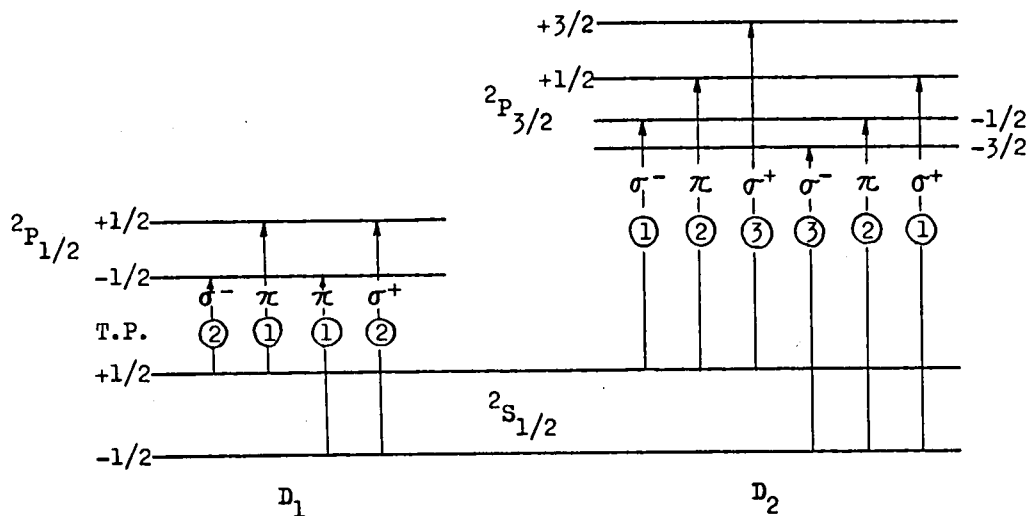 +3/2
+1/2
²P₃/₂
-1/2
-3/2
σ⁻ π σ⁺ σ⁻ π σ⁺
① ② ③ ③ ② ①
²P₁/₂
+1/2
-1/2
σ⁻ π π σ⁺
T.P. ② ① ① ②
+1/2
²S₁/₂
-1/2
D₁ D₂